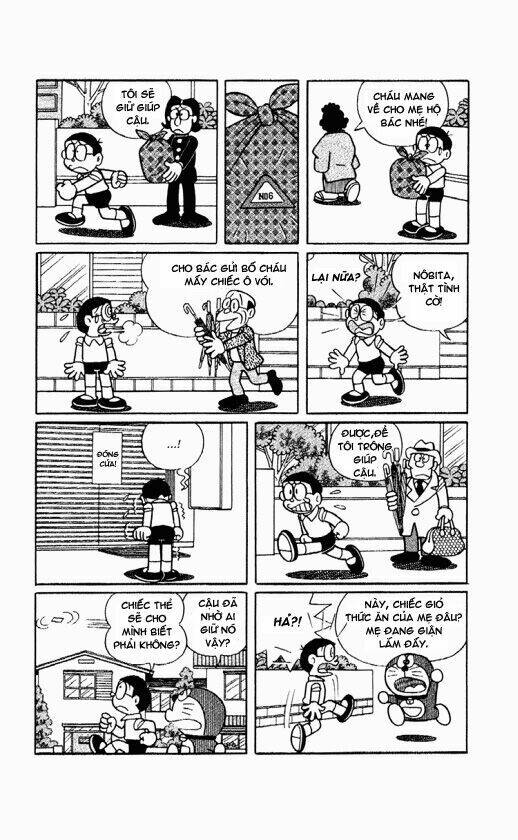 TÔI SẼ
GIỮ GIÚP
CẬU.
NO6
CHÁU MANG
VỀ CHO MẸ HỘ
BÁC NHÉ!
CHO BÁC GỬI BỐ CHÁU
MẤY CHIẾC Ô VỚI.
LẠI NỮA?
NÔBITA,
THẬT TÌNH
CỜ!
ĐÓNG
CỬA!
...!
ĐƯỢC, ĐỂ
TÔI TRÔNG
GIÚP
CẬU.
CHIẾC THẺ
SẼ CHO
MÌNH BIẾT
PHẢI KHÔNG?
CẬU ĐÃ
NHỜ AI
GIỮ NÓ
VẬY?
HẢ?!
NÀY, CHIẾC GIỎ
THỨC ĂN CỦA MẸ ĐÂU?
MẸ ĐANG GIẬN
LẮM ĐẤY.